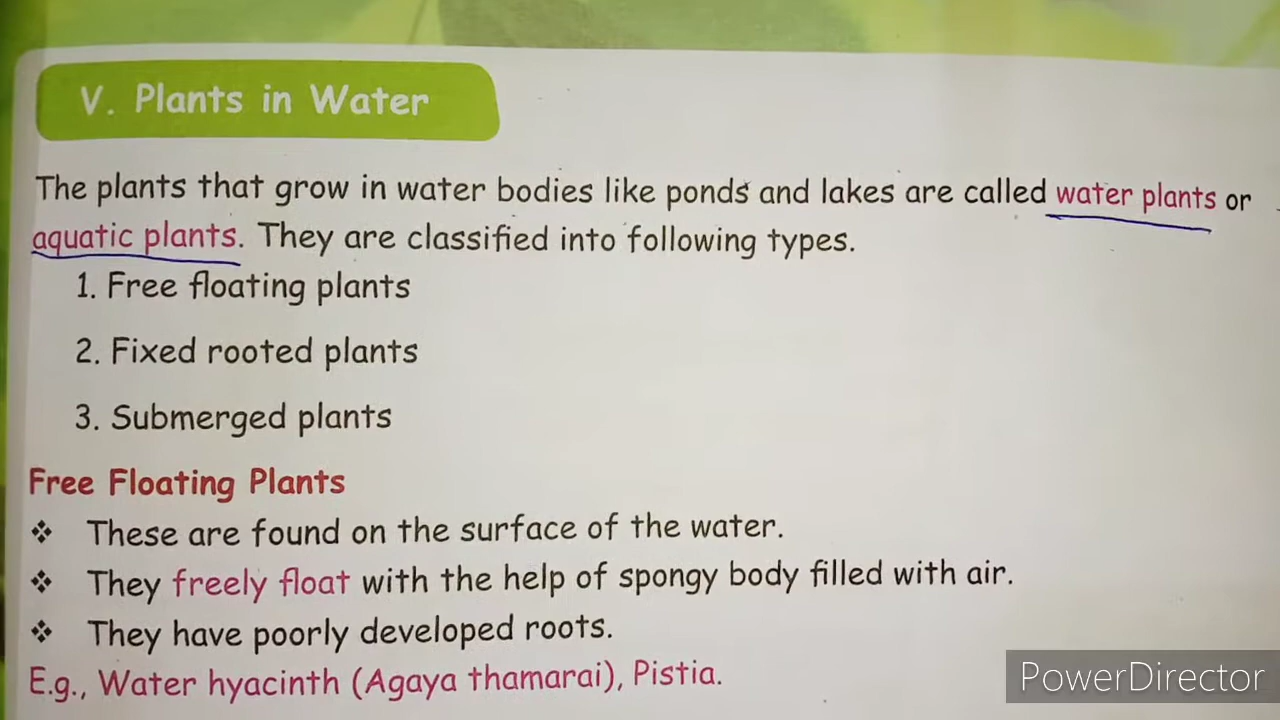 V. Plants in Water
The plants that grow in water bodies like ponds and lakes are called water plants or
aquatic plants. They are classified into following types.
1. Free floating plants
2. Fixed rooted plants
3. Submerged plants
Free Floating Plants
❖ These are found on the surface of the water.
❖ They freely float with the help of spongy body filled with air.
❖ They have poorly developed roots.
E.g., Water hyacinth (Agaya thamarai), Pistia.
PowerDirector